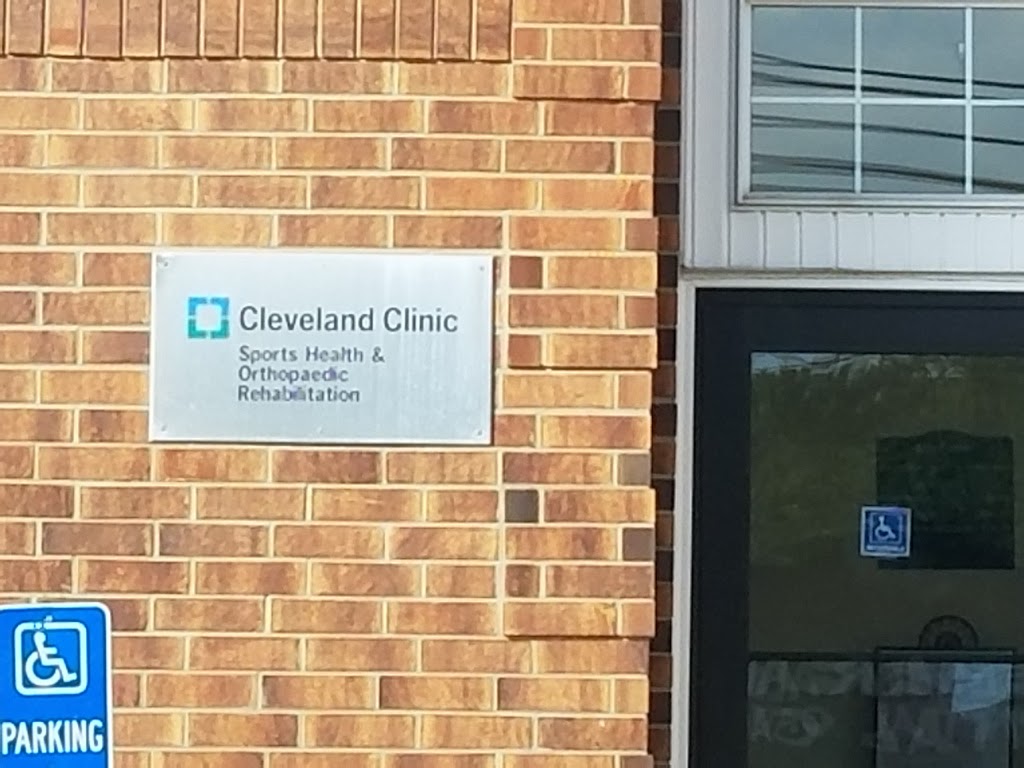 Cleveland Clinic
Sports Health &
Orthopaedic
Rehabilitation
PARKING